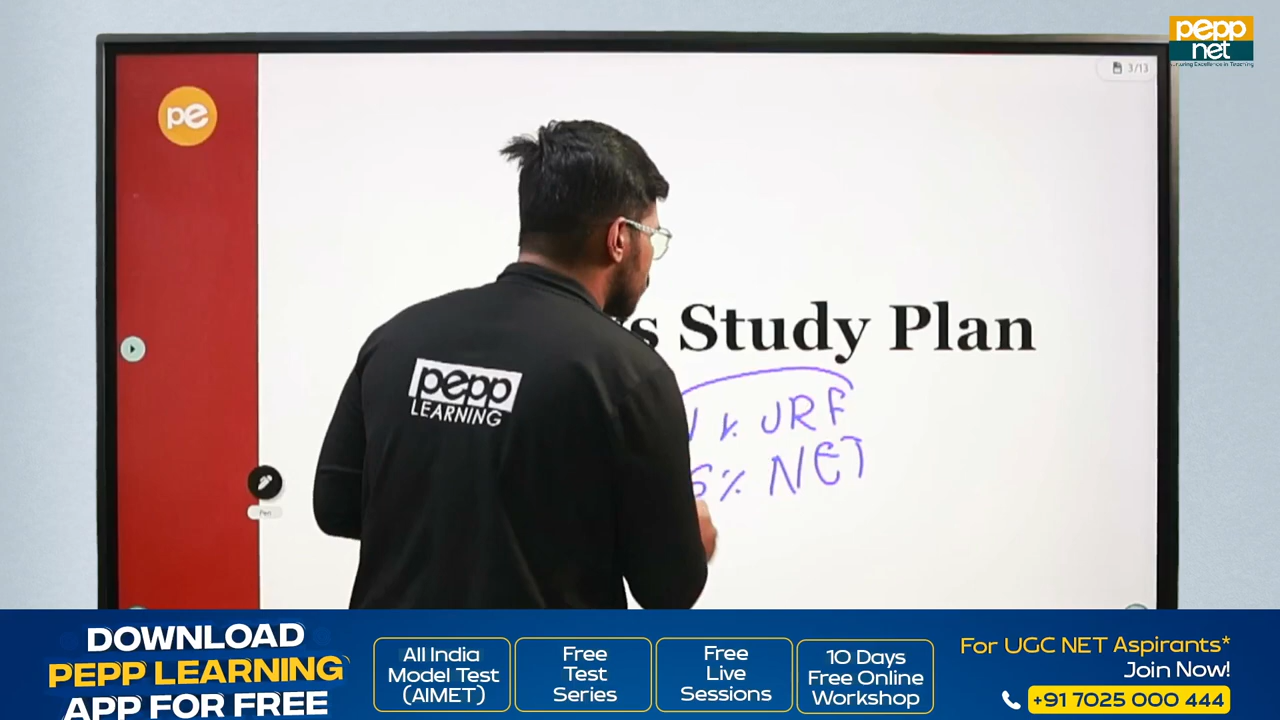 pepp
net
3/13
pe
Study Plan
pepp
LEARNING
% JRF
% NET
Pen
DOWNLOAD
PEPP LEARNING
APP FOR FREE
All India
Model Test
(AIMET)
Free
Test
Series
Free
Live
Sessions
10 Days
Free Online
Workshop
For UGC NET Aspirants*
Join Now!
+91 7025 000 444